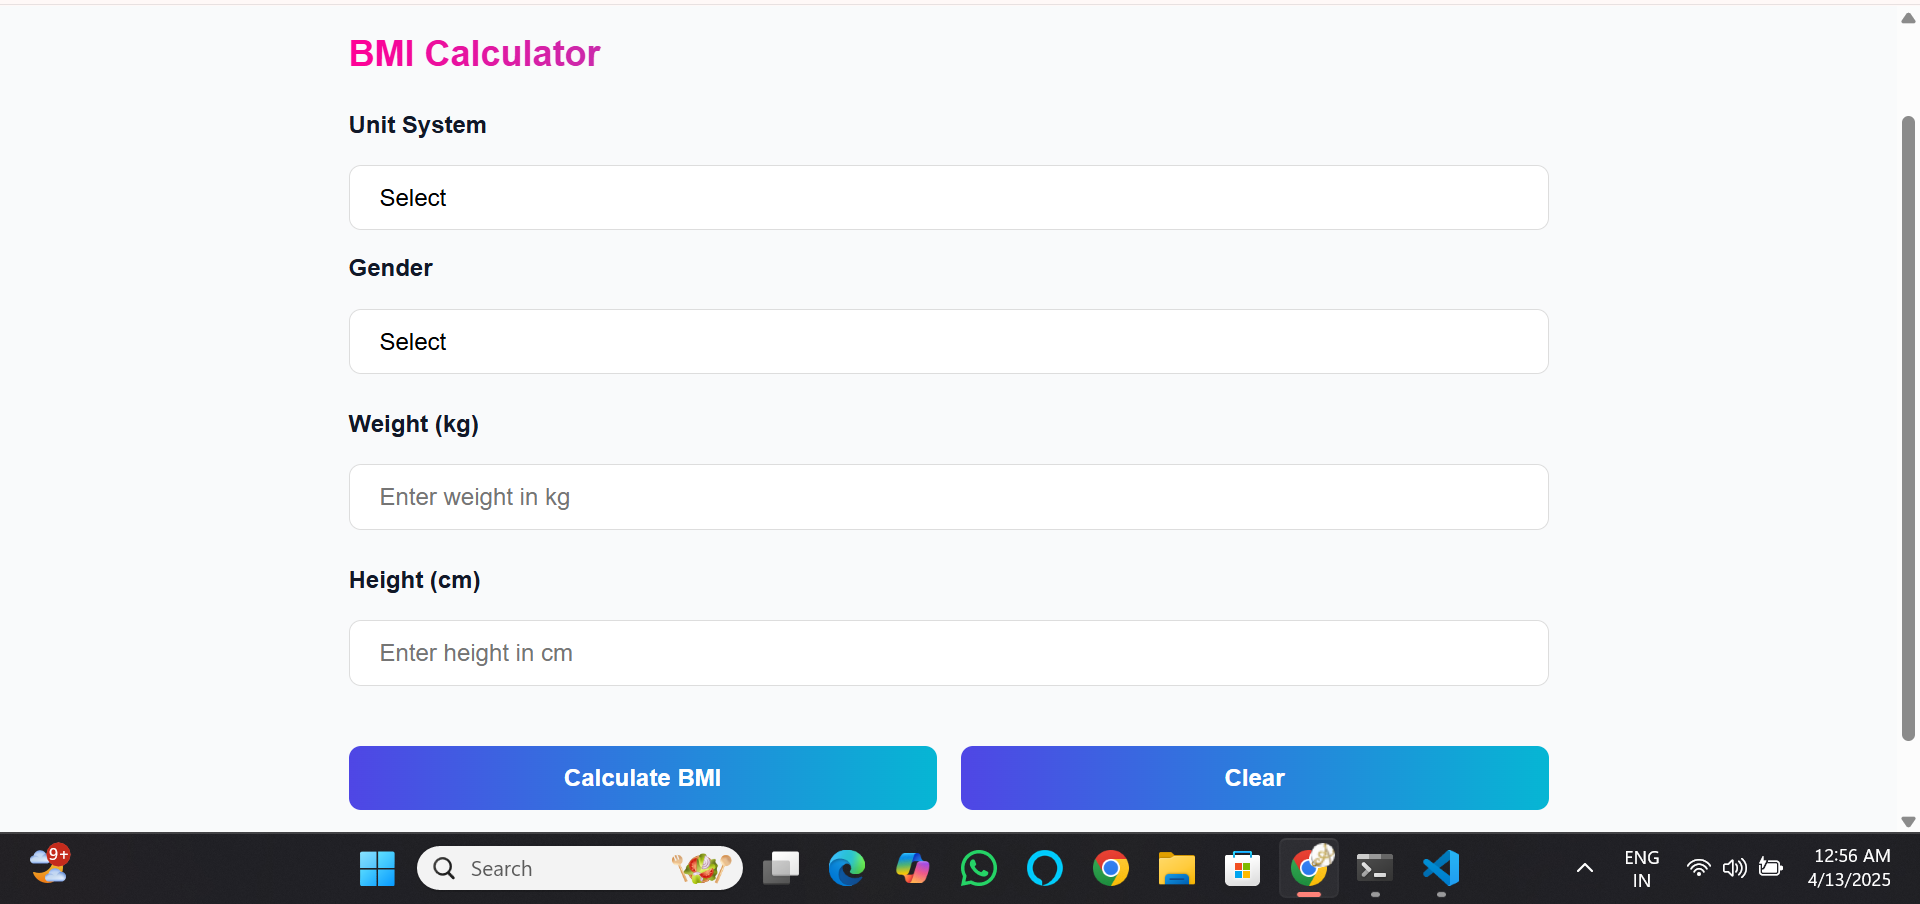 BMI Calculator
Unit System
Select
Gender
Select
Weight (kg)
Enter weight in kg
Height (cm)
Enter height in cm
Calculate BMI
Clear
9+
Search
ENG
IN
12:56 AM
4/13/2025